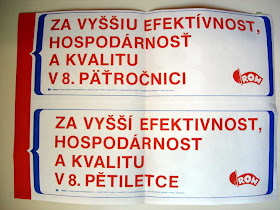 ZA VYŠŠIU EFEKTÍVNOSŤ,
HOSPODÁRNOSŤ
A KVALITU
V 8. PÄŤROČNICI
ROH
ZA VYŠŠÍ EFEKTIVNOST,
HOSPODÁRNOST
A KVALITU
V 8. PĚTILETCE
ROH